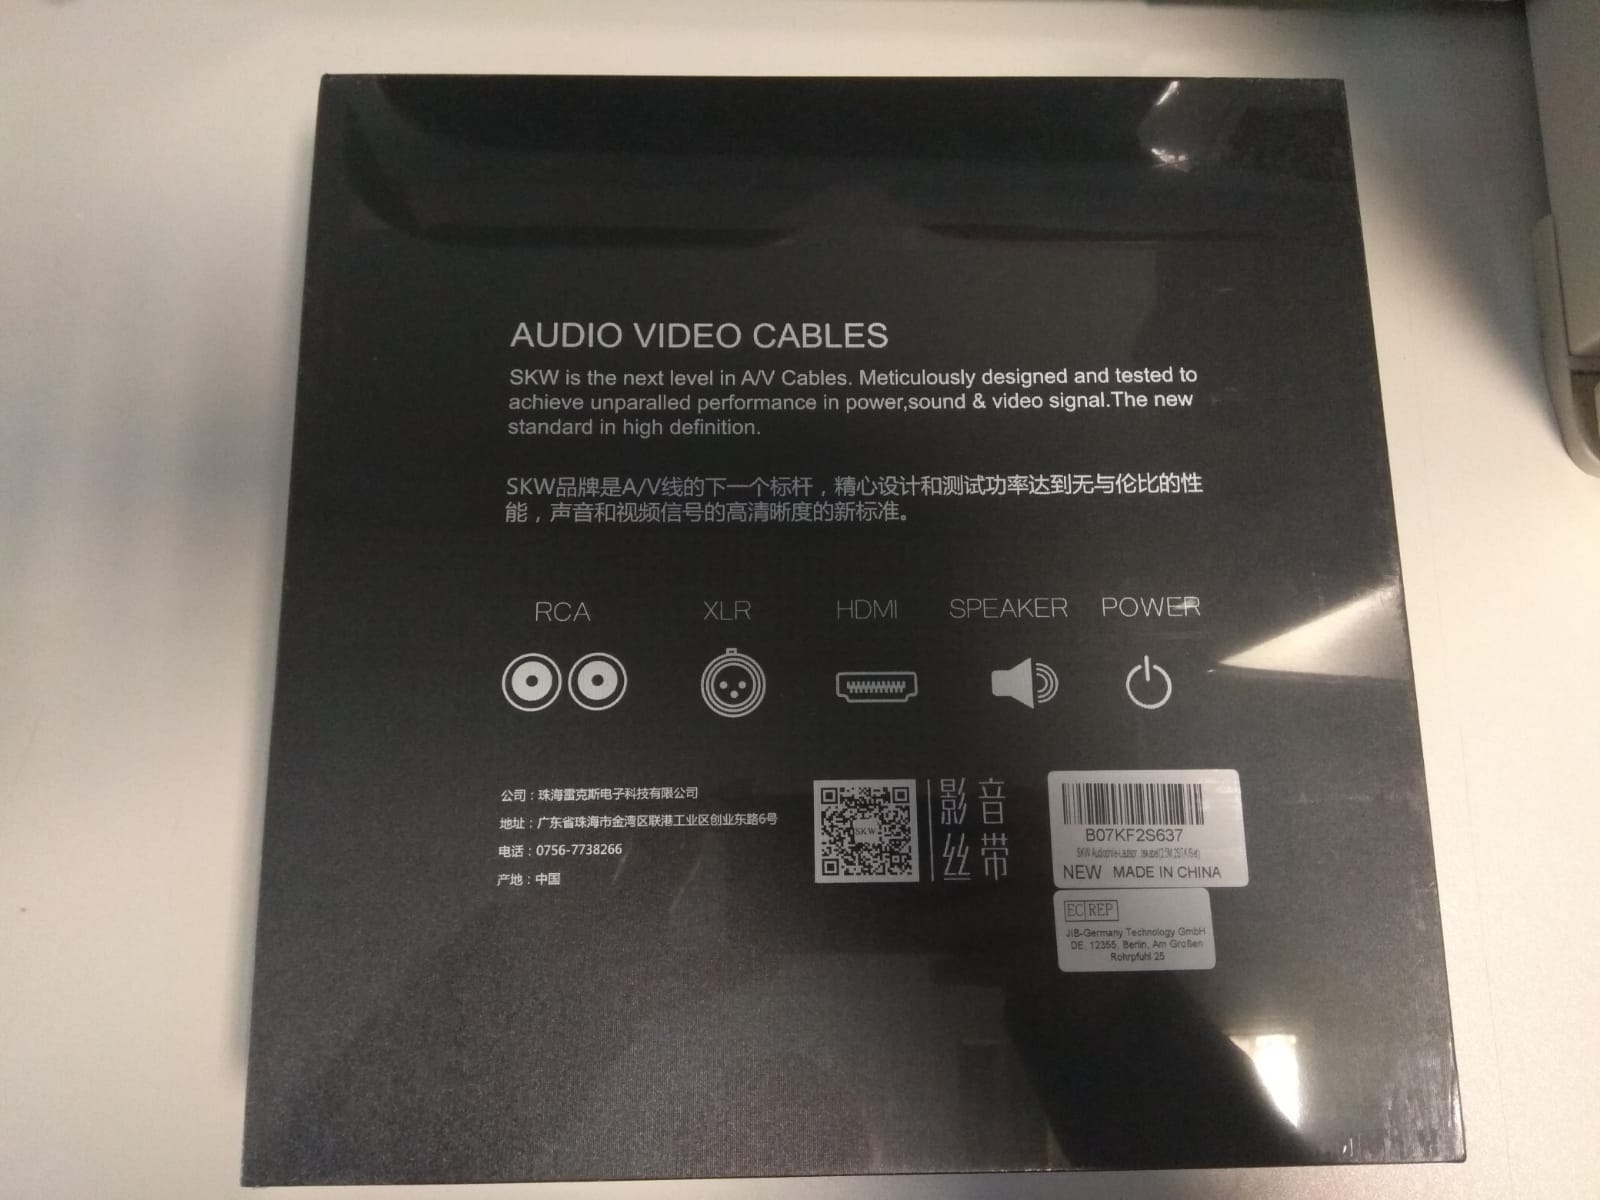 AUDIO VIDEO CABLES
SKW is the next level in A/V Cables. Meticulously designed and tested to
achieve unparalled performance in power,sound & video signal.The new
standard in high definition.
SKW品牌是A/V线的下一个标杆，精心设计和测试功率达到无与伦比的性
能，声音和视频信号的高清晰度的新标准。
RCA
XLR
HDMI
SPEAKER
POWER
公司：珠海雷克斯电子科技有限公司
地址：广东省珠海市金湾区联港工业区创业东路6号
电话：0756-7738266
产地：中国
SKW
影音
丝带
B07KF2S637
SKW
NEW MADE IN CHINA
EC REP
JIB-Germany Technology GmbH
DE, 12355, Berlin, Am Großen
Rohrpfuhl 25